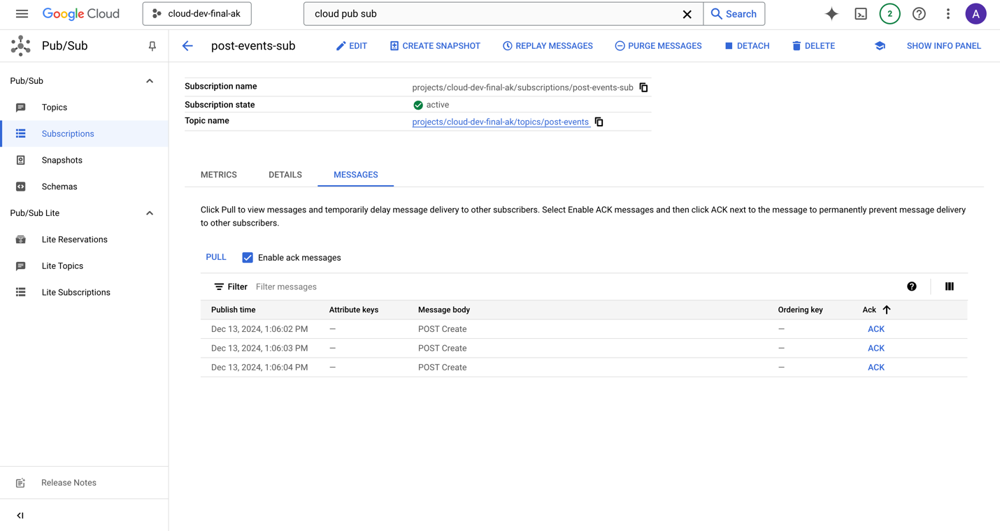 Google Cloud
cloud-dev-final-ak
cloud pub sub
Search
2
A
Pub/Sub
post-events-sub
EDIT
CREATE SNAPSHOT
REPLAY MESSAGES
PURGE MESSAGES
DETACH
DELETE
SHOW INFO PANEL
Pub/Sub
Topics
Subscriptions
Snapshots
Schemas
Pub/Sub Lite
Lite Reservations
Lite Topics
Lite Subscriptions
Release Notes
Subscription name projects/cloud-dev-final-ak/subscriptions/post-events-sub
Subscription state active
Topic name projects/cloud-dev-final-ak/topics/post-events
METRICS DETAILS MESSAGES
Click Pull to view messages and temporarily delay message delivery to other subscribers. Select Enable ACK messages and then click ACK next to the message to permanently prevent message delivery
to other subscribers.
PULL Enable ack messages
Filter Filter messages
Publish time Attribute keys Message body Ordering key Ack
Dec 13, 2024, 1:06:02 PM — POST Create — ACK
Dec 13, 2024, 1:06:03 PM — POST Create — ACK
Dec 13, 2024, 1:06:04 PM — POST Create — ACK